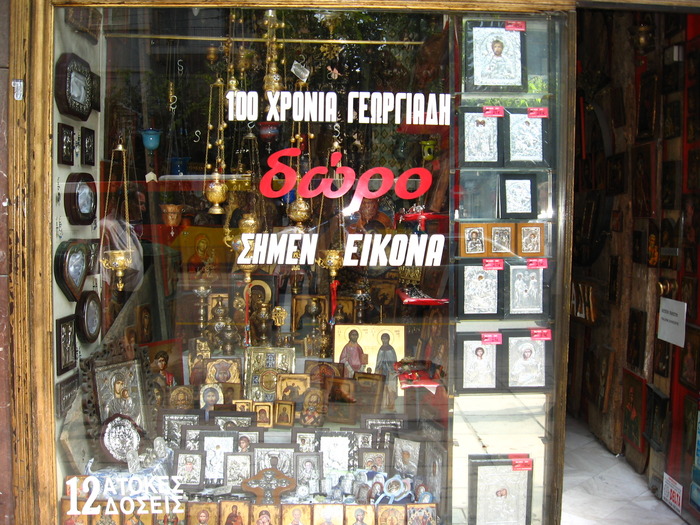 100 ΧΡΟΝΙΑ ΓΕΩΡΓΙΑΔΗ
δώρο
ΣΗΜΕΝ ΕΙΚΟΝΑ
12 ΑΤΟΚΕΣ
ΔΟΣΕΙΣ